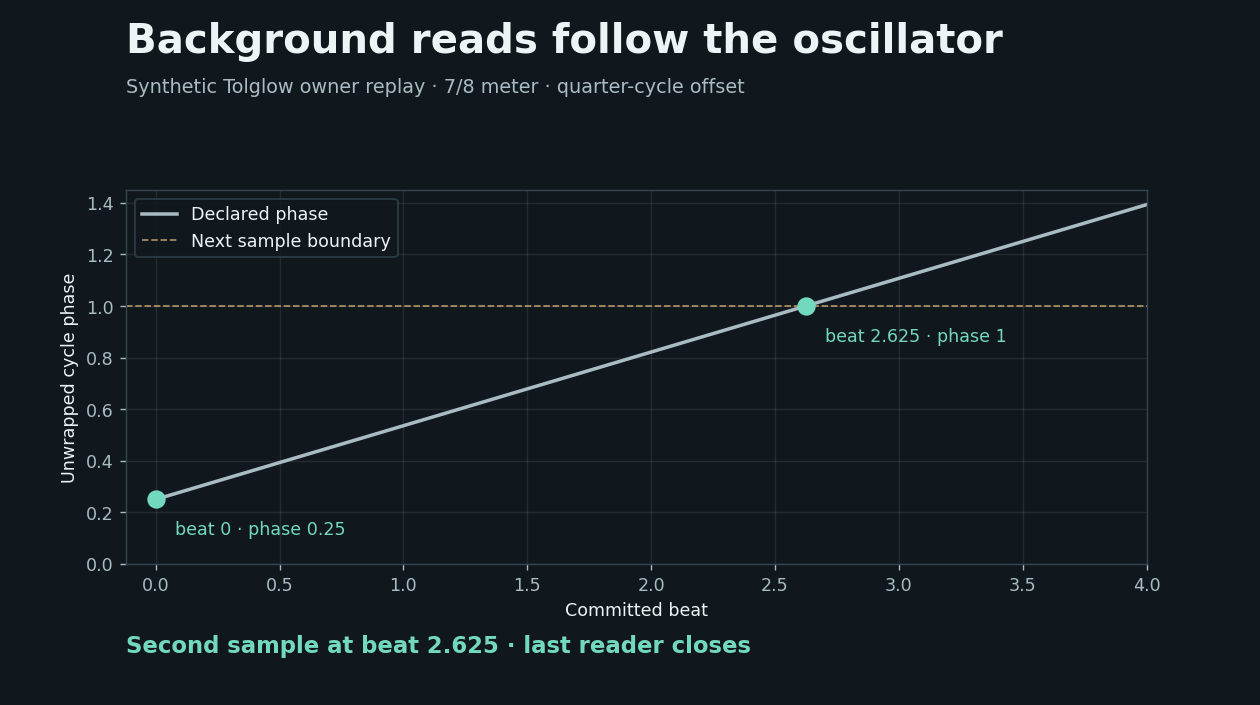 Background reads follow the oscillator
Synthetic Tolglow owner replay · 7/8 meter · quarter-cycle offset
Declared phase
Next sample boundary
1.4
1.2
1.0
0.8
0.6
0.4
0.2
0.0
Unwrapped cycle phase
beat 2.625 · phase 1
beat 0 · phase 0.25
0.0 0.5 1.0 1.5 2.0 2.5 3.0 3.5 4.0
Committed beat
Second sample at beat 2.625 · last reader closes